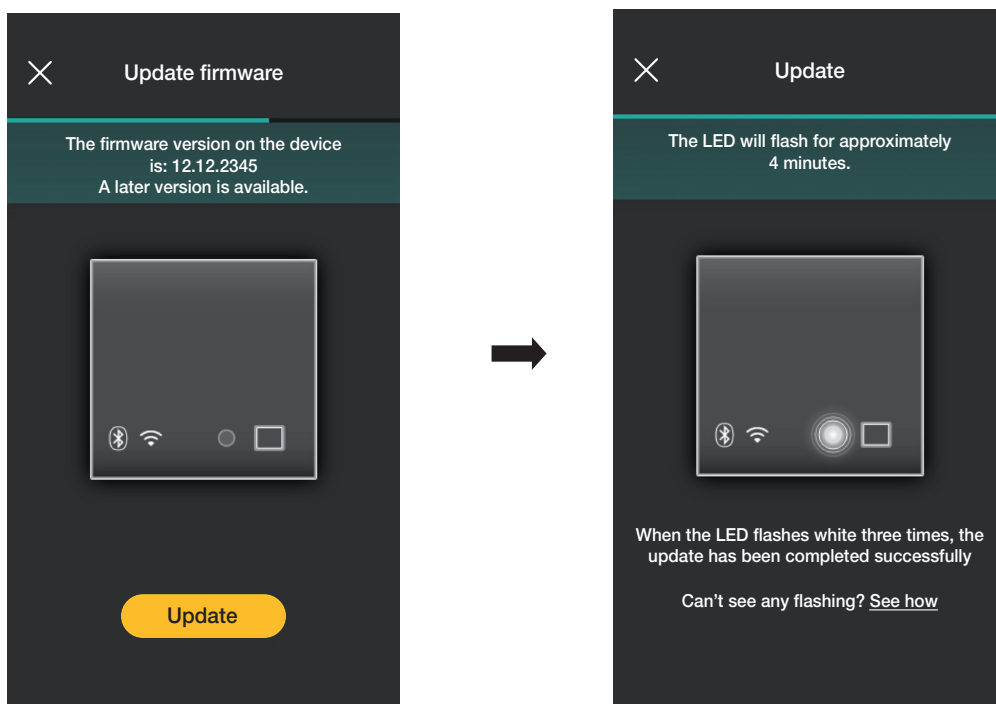 Update firmware
The firmware version on the device
is: 12.12.2345
A later version is available.
Update
Update
The LED will flash for approximately
4 minutes.
When the LED flashes white three times, the
update has been completed successfully
Can’t see any flashing? See how